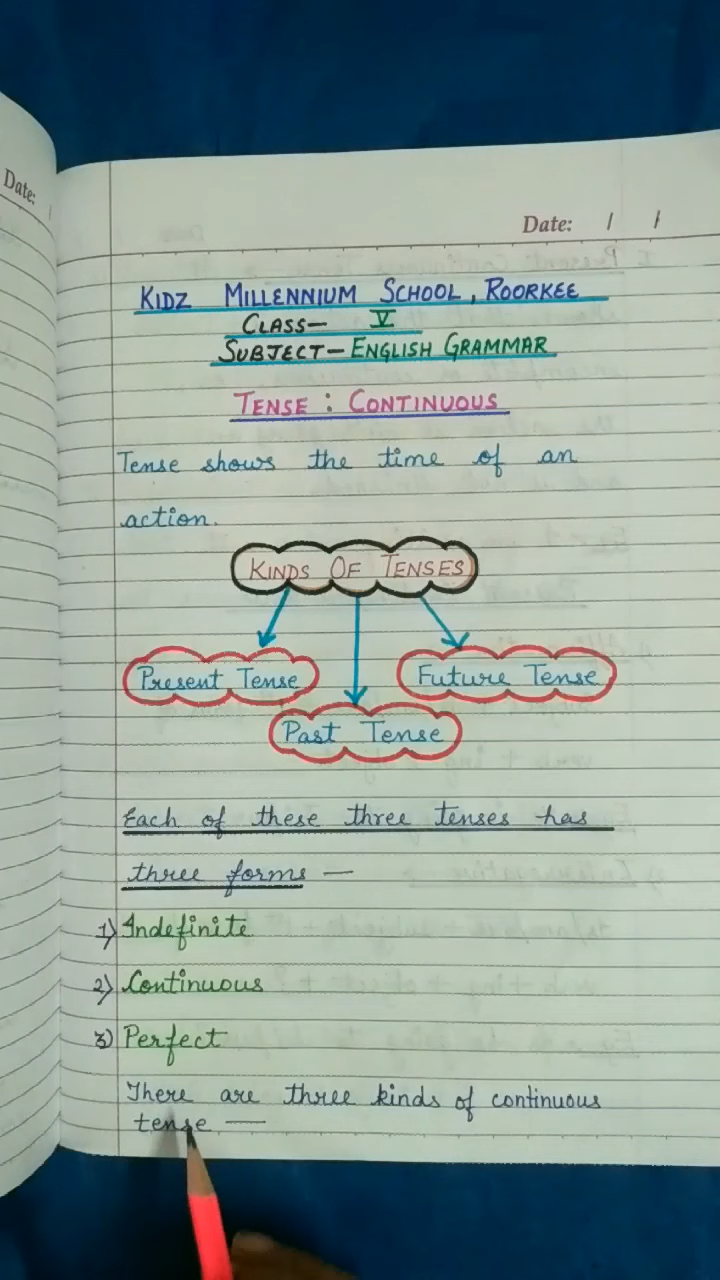 Date:
Date: / /
KIDZ MILLENNIUM SCHOOL, ROORKEE
CLASS- V
SUBJECT-ENGLISH GRAMMAR
TENSE : CONTINUOUS
Tense shows the time of an
action.
KINDS OF TENSES
Present Tense
Future Tense
Past Tense
Each of these three tenses has
three forms —
1) Indefinite
2) Continuous
3) Perfect
There are three kinds of continuous
tense —